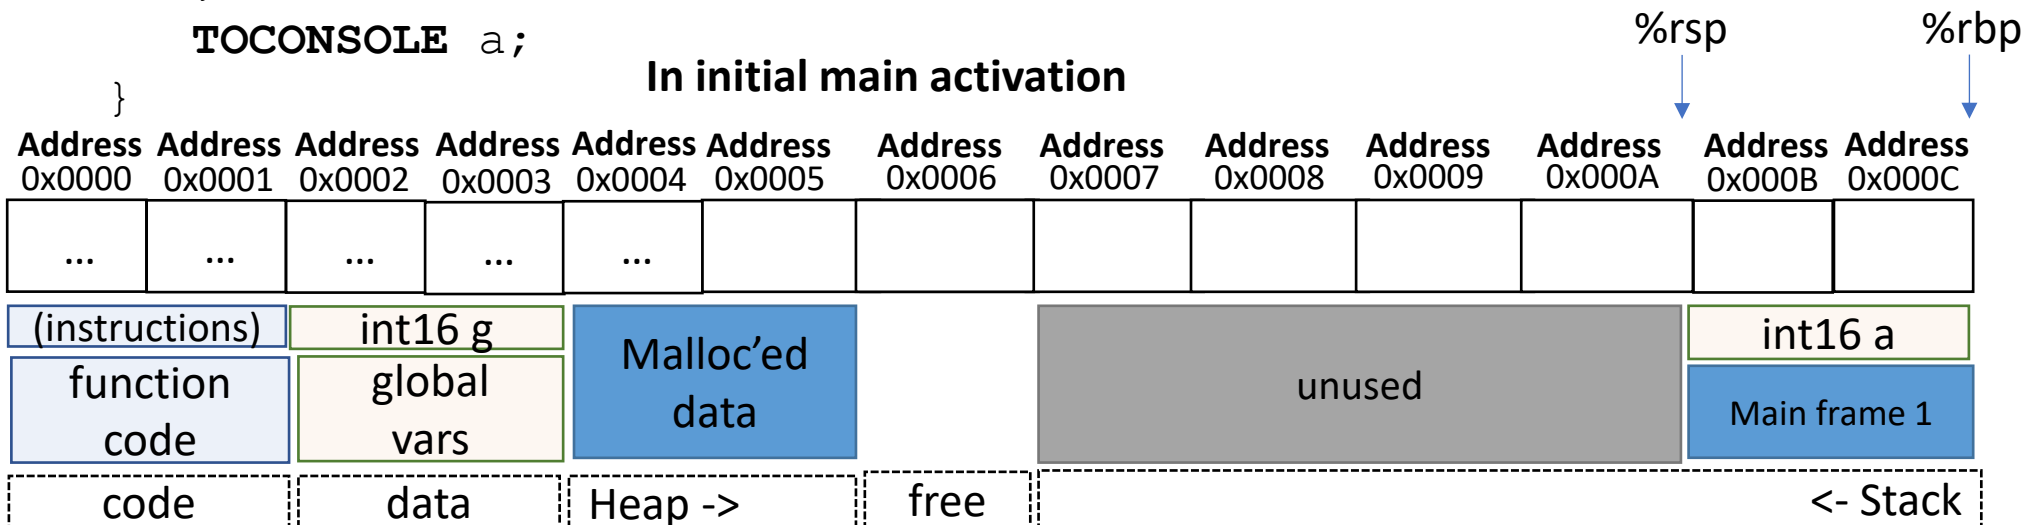 TOCONSOLE a;
}
In initial main activation
%rsp
%rbp
Address Address Address Address Address Address Address Address Address Address Address Address Address
0x0000 0x0001 0x0002 0x0003 0x0004 0x0005 0x0006 0x0007 0x0008 0x0009 0x000A 0x000B 0x000C
... ... ... ... ...
(instructions)
function
code
int16 g
global
vars
Malloc’ed
data
unused
int16 a
Main frame 1
code
data
Heap ->
free
<- Stack